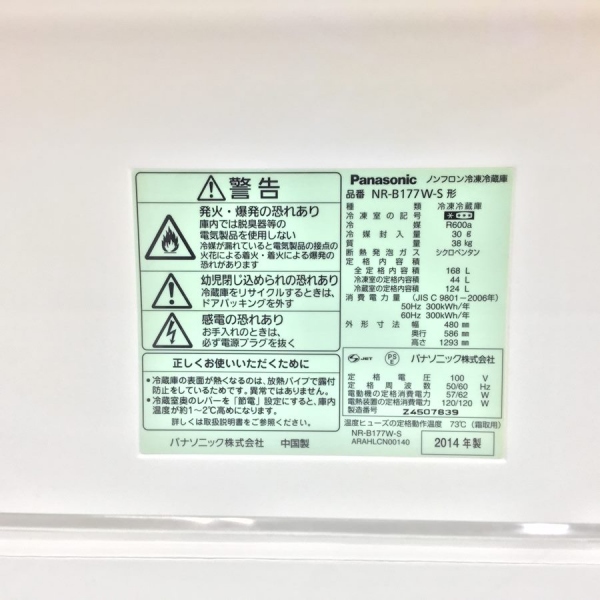 警告
発火・爆発の恐れあり
庫内では脱臭器等の
電気製品を使用しない
冷媒が漏れていると電気製品の接点の
火花による着火・着火による爆発の
恐れがあります
幼児閉じ込められの恐れあり
冷蔵庫をリサイクルするときは、
ドアパッキングを外す
感電の恐れあり
お手入れのときは、
必ず電源プラグを抜く
正しくお使いいただくために
・冷蔵庫の表面が熱くなるのは、放熱パイプで露付
防止をしているためです。異常ではありません。
・冷蔵室奥のレバーを「節電」設定にすると、庫内
温度が約1～2℃高めになります。
詳しくは取扱説明書をご覧ください。
パナソニック株式会社 中国製
Panasonic ノンフロン冷凍冷蔵庫
品番 NR-B177W-S 形
種類 冷凍冷蔵庫
冷凍室の記号
冷媒 R600a
冷媒封入量 30 g
質量 38 kg
断熱発泡ガス シクロペンタン
定格内容積
全定格内容積 168 L
冷凍室の定格内容積 44 L
冷蔵室の定格内容積 124 L
消費電力量 (JIS C 9801−2006年)
50Hz 300kWh/年
60Hz 300kWh/年
外形寸法 幅 480 mm
奥行 586 mm
高さ 1293 mm
JET PS E パナソニック株式会社
定格電圧 100 V
定格周波数 50/60 Hz
電動機の定格消費電力 57/62 W
電熱装置の定格消費電力 120/120 W
製造番号 Z4507839
温度ヒューズの定格動作温度 73℃ (霜取用)
NR-B177W-S
ARAHLCN00140
2014 年製